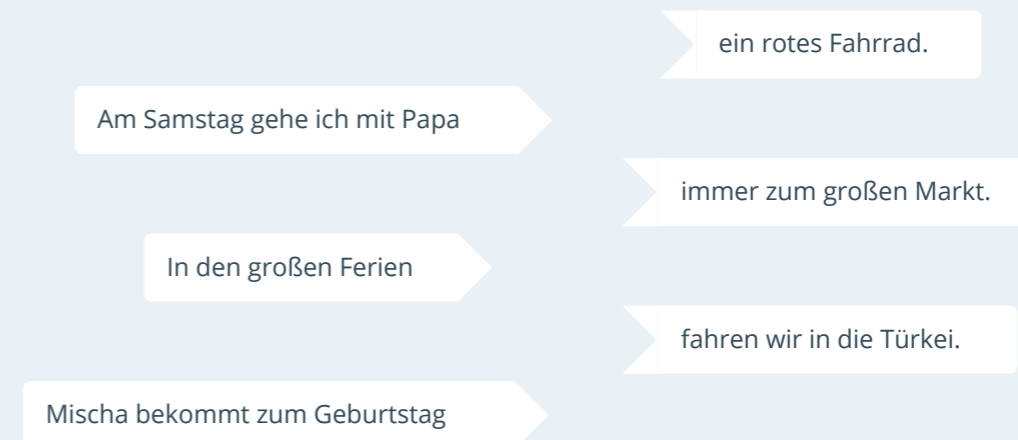 ein rotes Fahrrad.
Am Samstag gehe ich mit Papa
immer zum großen Markt.
In den großen Ferien
fahren wir in die Türkei.
Mischa bekommt zum Geburtstag